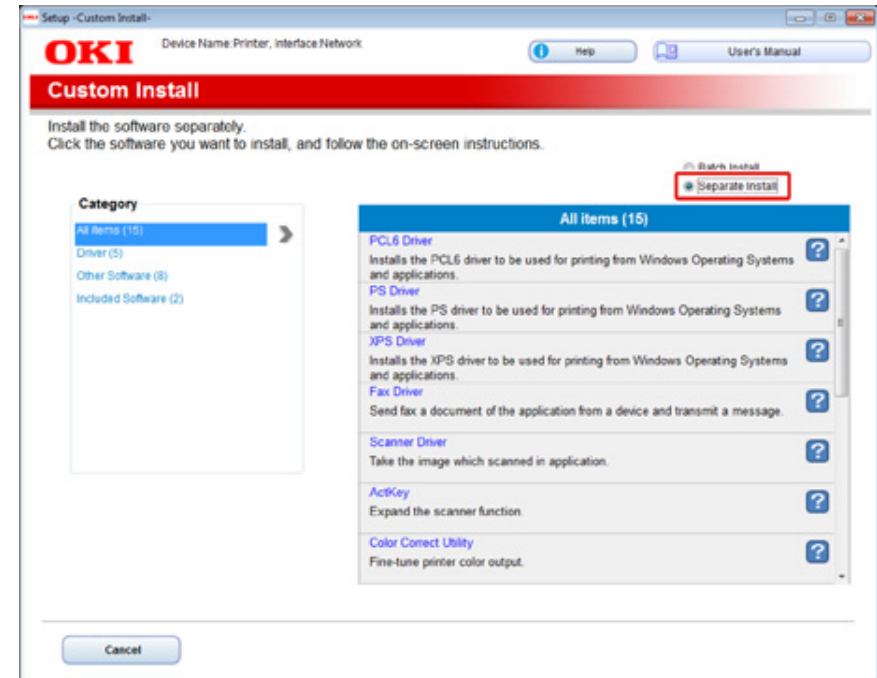 Setup -Custom Install-
OKI
Device Name:Printer, Interface:Network
Help
User's Manual
Custom Install
Install the software separately.
Click the software you want to install, and follow the on-screen instructions.
Batch Install
Separate Install
Category
All items (15)
Driver (5)
Other Software (8)
Included Software (2)
All items (15)
PCL6 Driver
Installs the PCL6 driver to be used for printing from Windows Operating Systems
and applications.
PS Driver
Installs the PS driver to be used for printing from Windows Operating Systems
and applications.
XPS Driver
Installs the XPS driver to be used for printing from Windows Operating Systems
and applications.
Fax Driver
Send fax a document of the application from a device and transmit a message.
Scanner Driver
Take the image which scanned in application.
ActKey
Expand the scanner function.
Color Correct Utility
Fine-tune printer color output.
Cancel